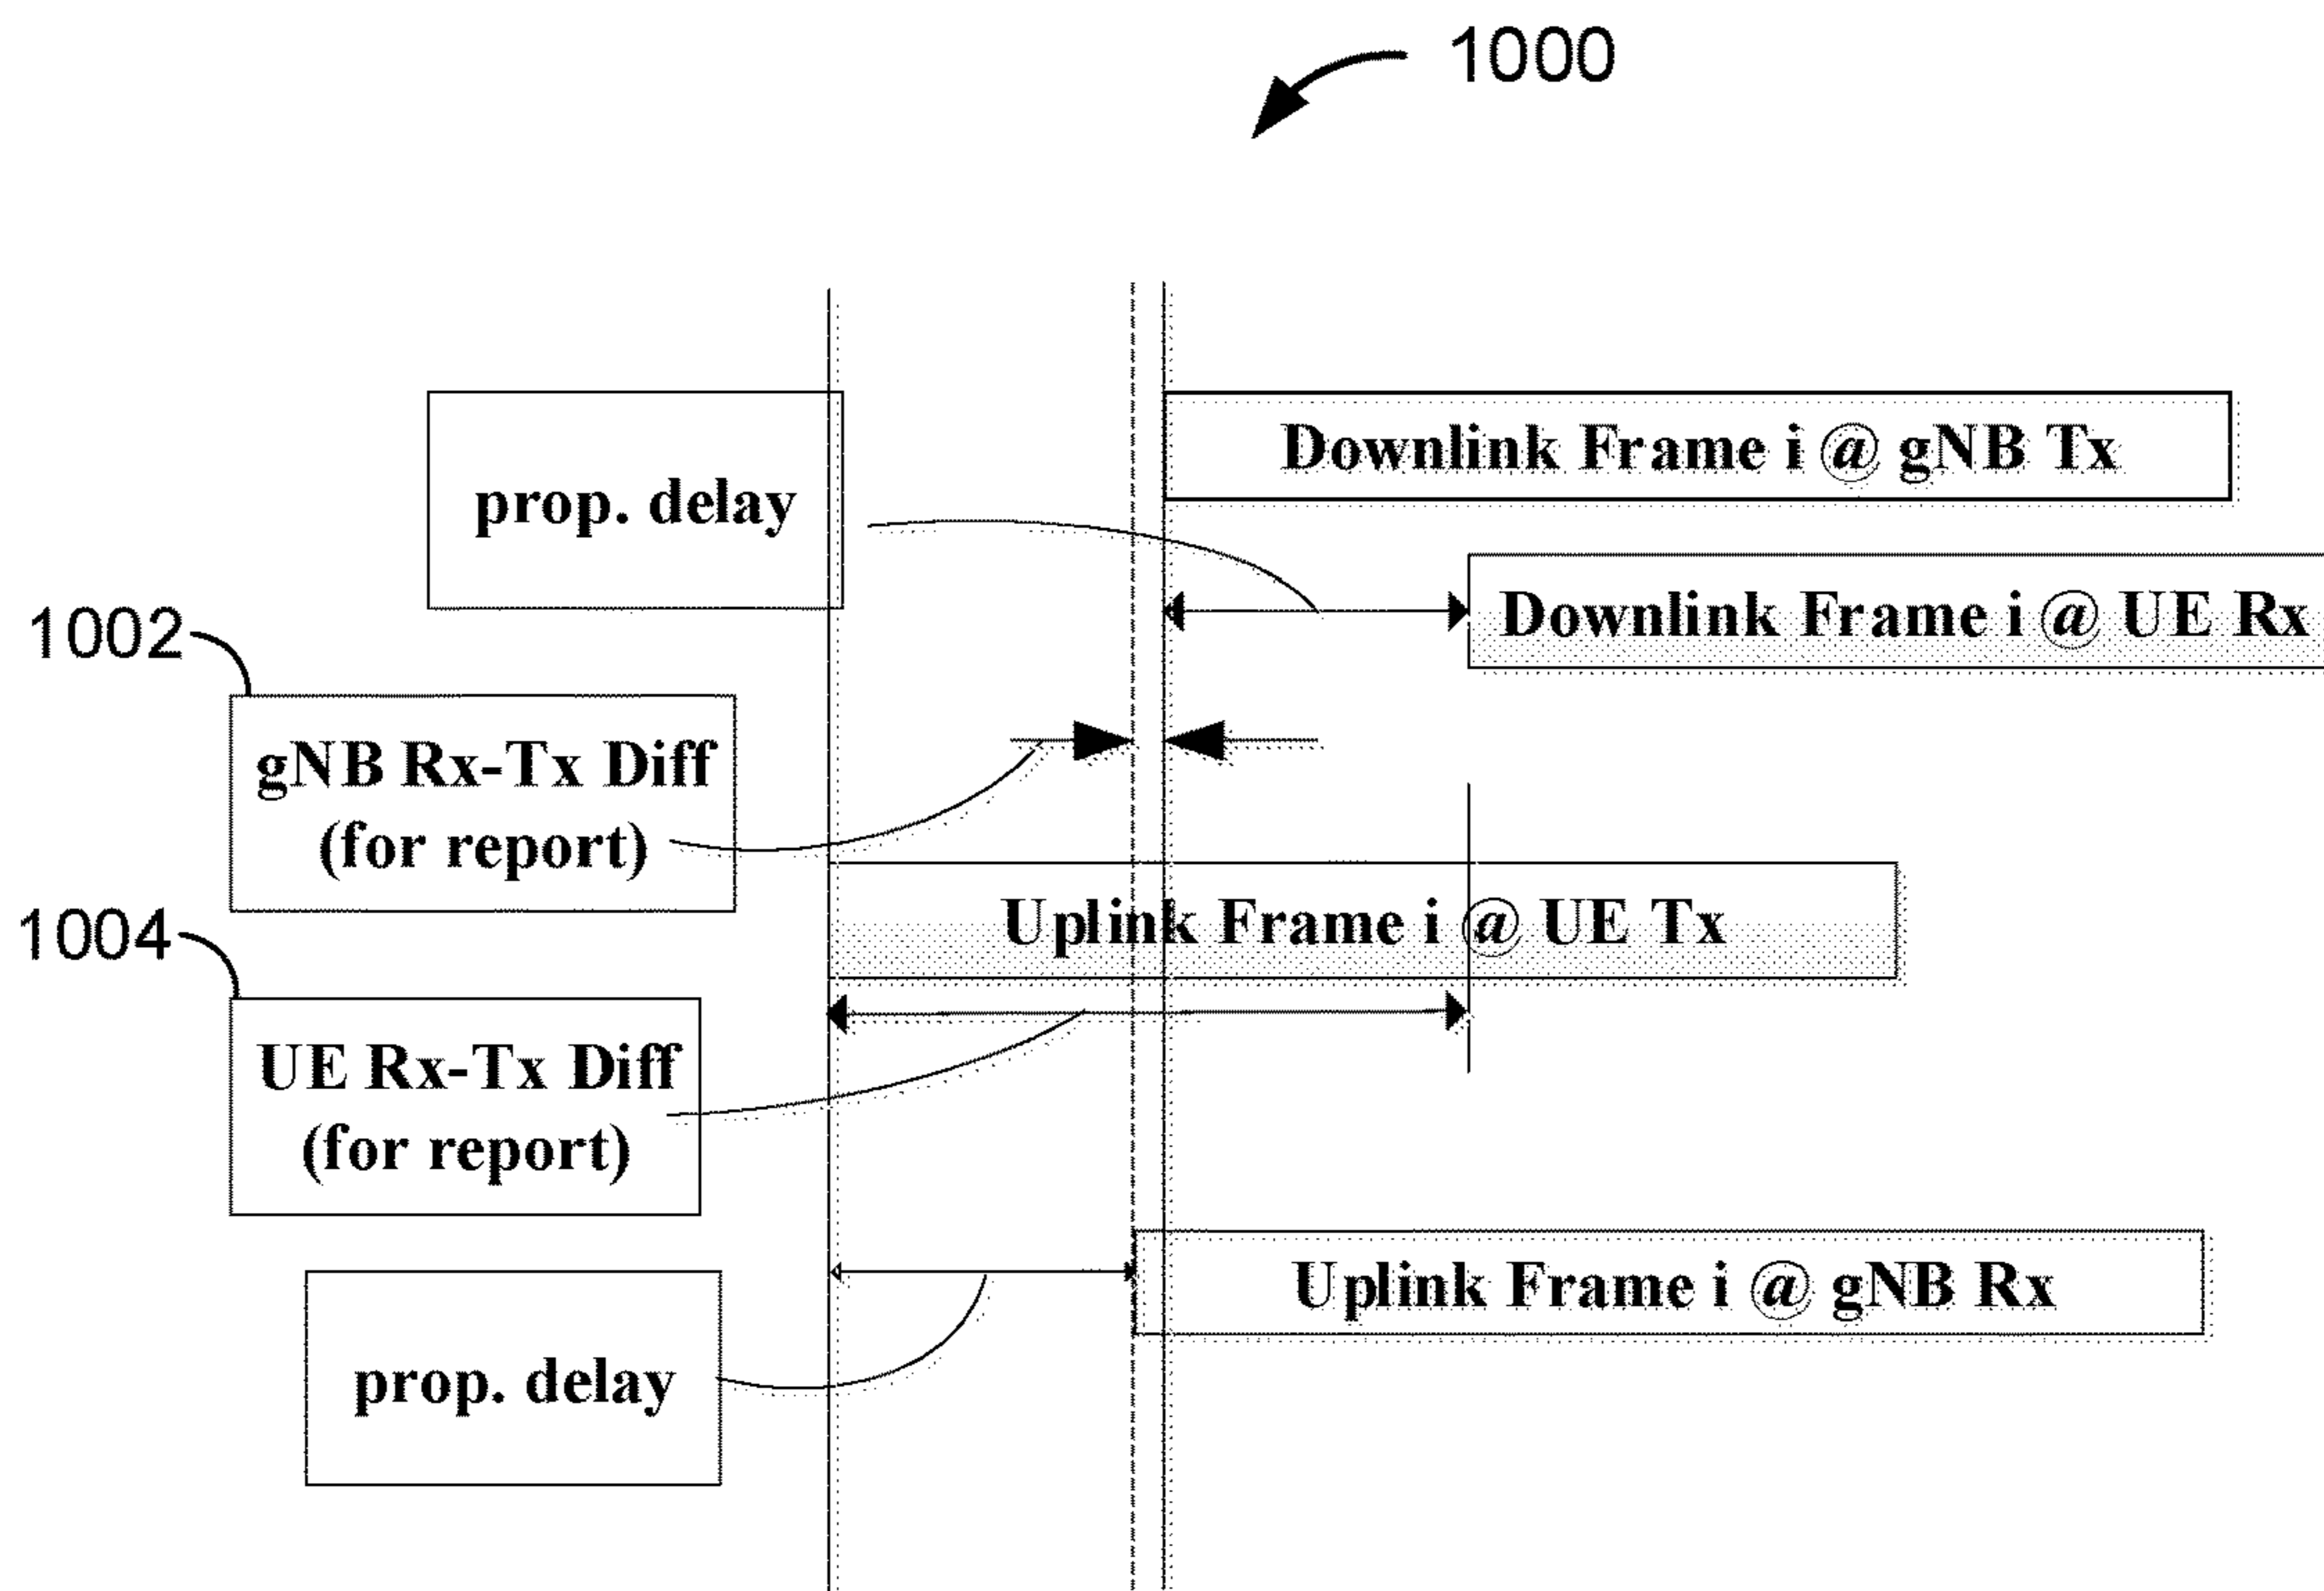 1000
Downlink Frame i @ gNB Tx
prop. delay
Downlink Frame i @ UE Rx
1002
gNB Rx-Tx Diff
(for report)
Uplink Frame i @ UE Tx
1004
UE Rx-Tx Diff
(for report)
Uplink Frame i @ gNB Rx
prop. delay